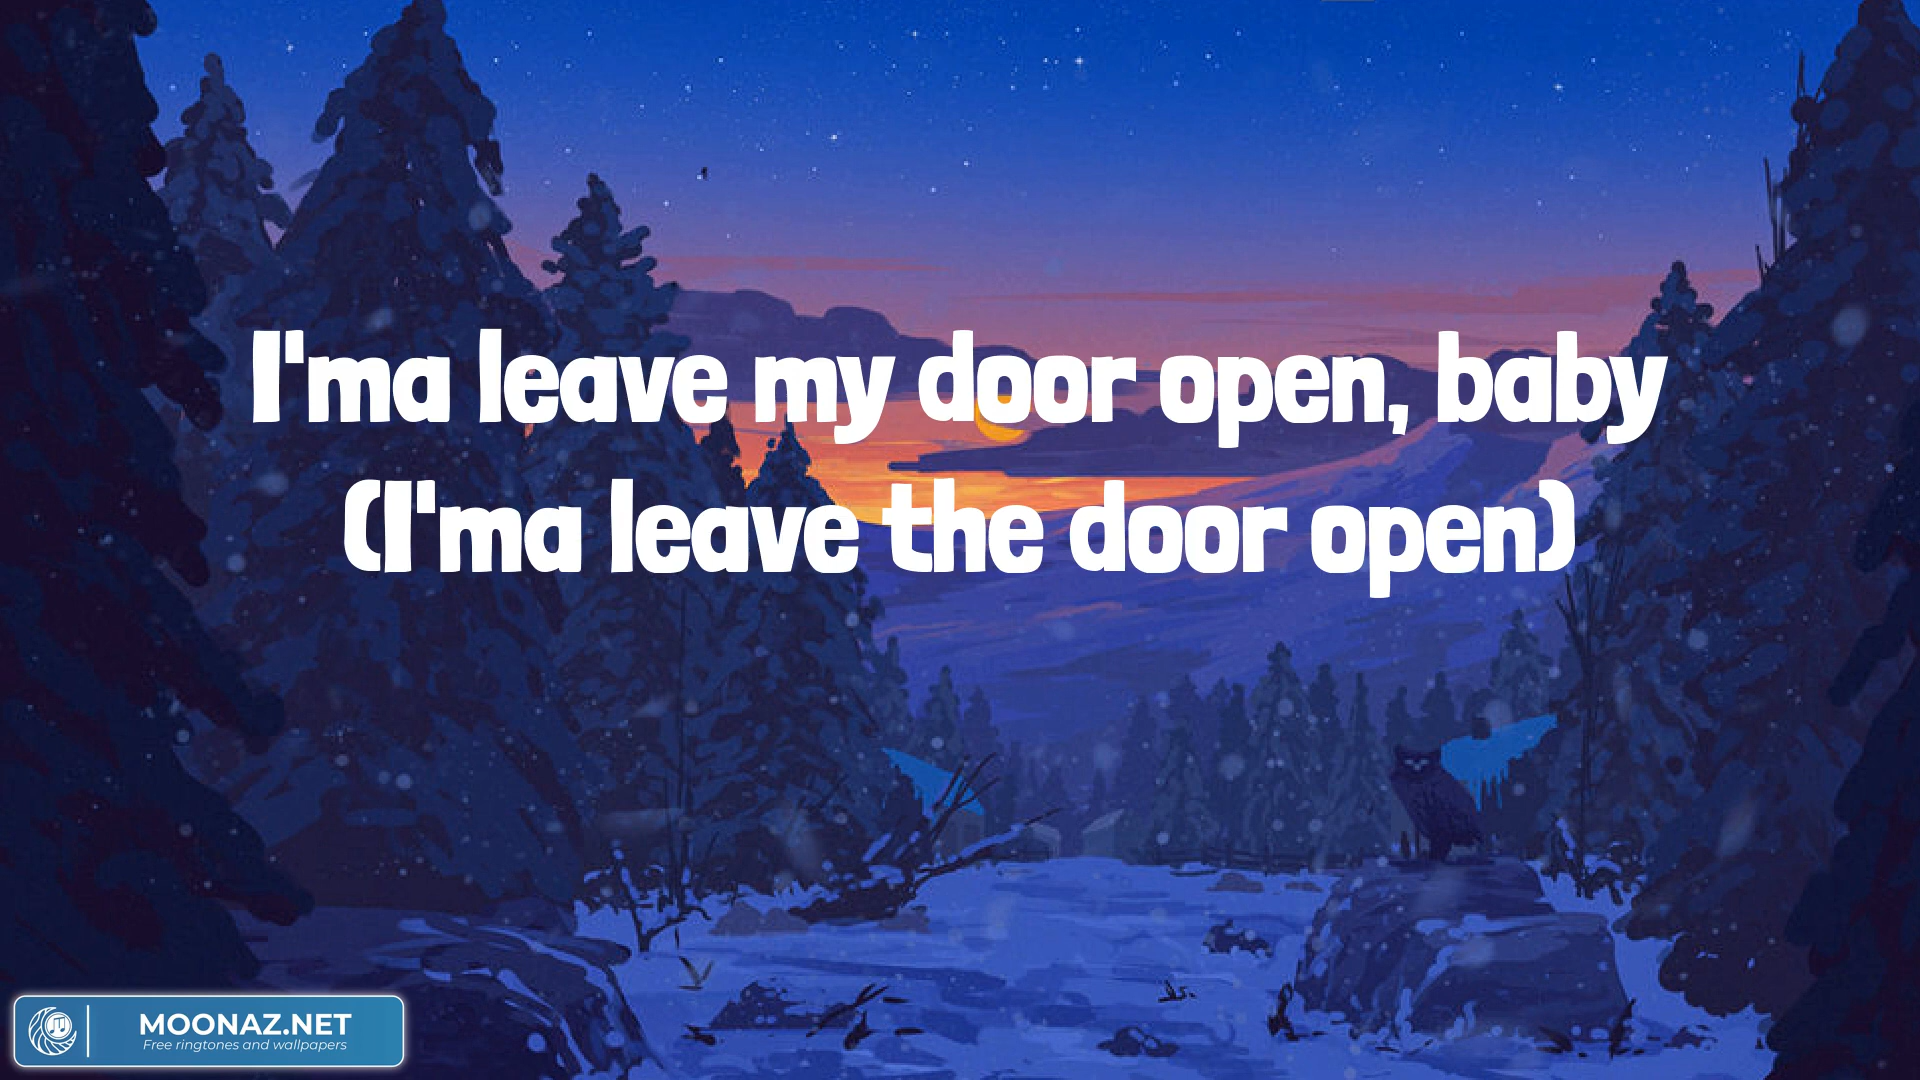 I'ma leave my door open, baby
(I'ma leave the door open)
MOONAZ.NET
Free ringtones and wallpapers